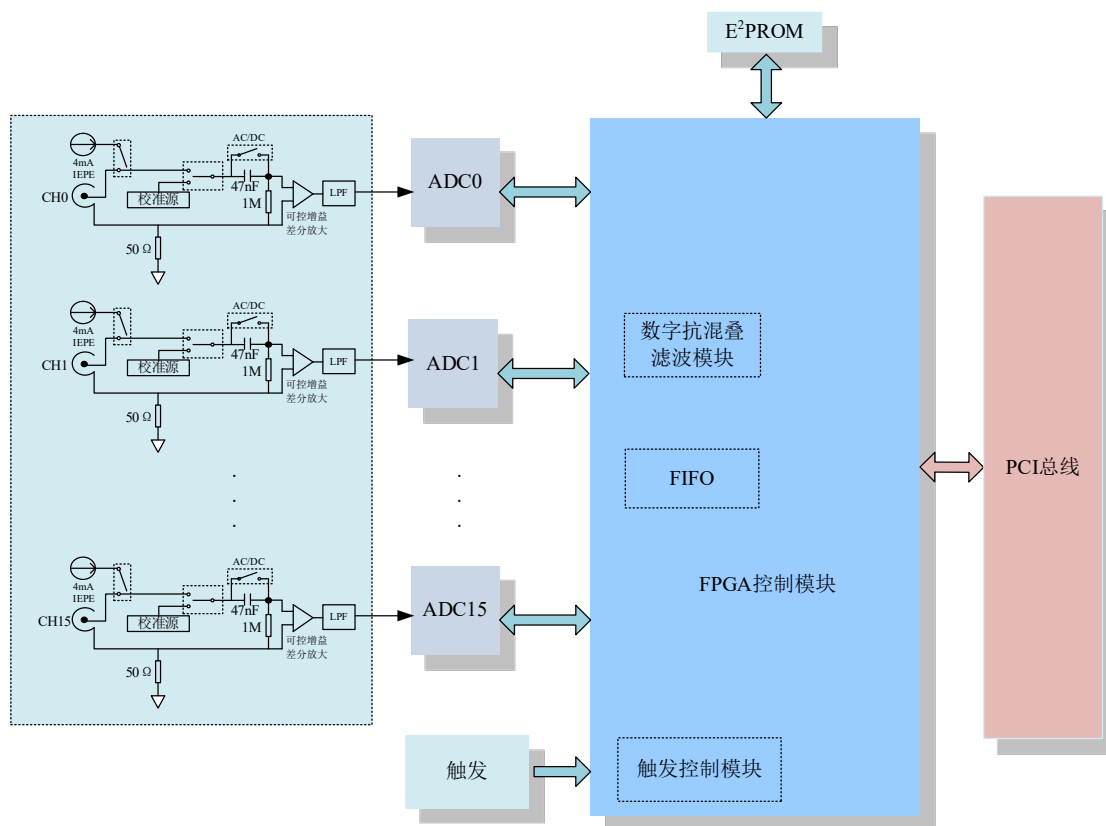 E²PROM
AC/DC
4mA
IEPE
CH0
校准源
47nF
1M
可控增益
差分放大
LPF
50 Ω
ADC0
AC/DC
4mA
IEPE
CH1
校准源
47nF
1M
可控增益
差分放大
LPF
50 Ω
ADC1
数字抗混叠
滤波模块
FIFO
PCI总线
AC/DC
4mA
IEPE
CH15
校准源
47nF
1M
可控增益
差分放大
LPF
50 Ω
ADC15
FPGA控制模块
触发
触发控制模块